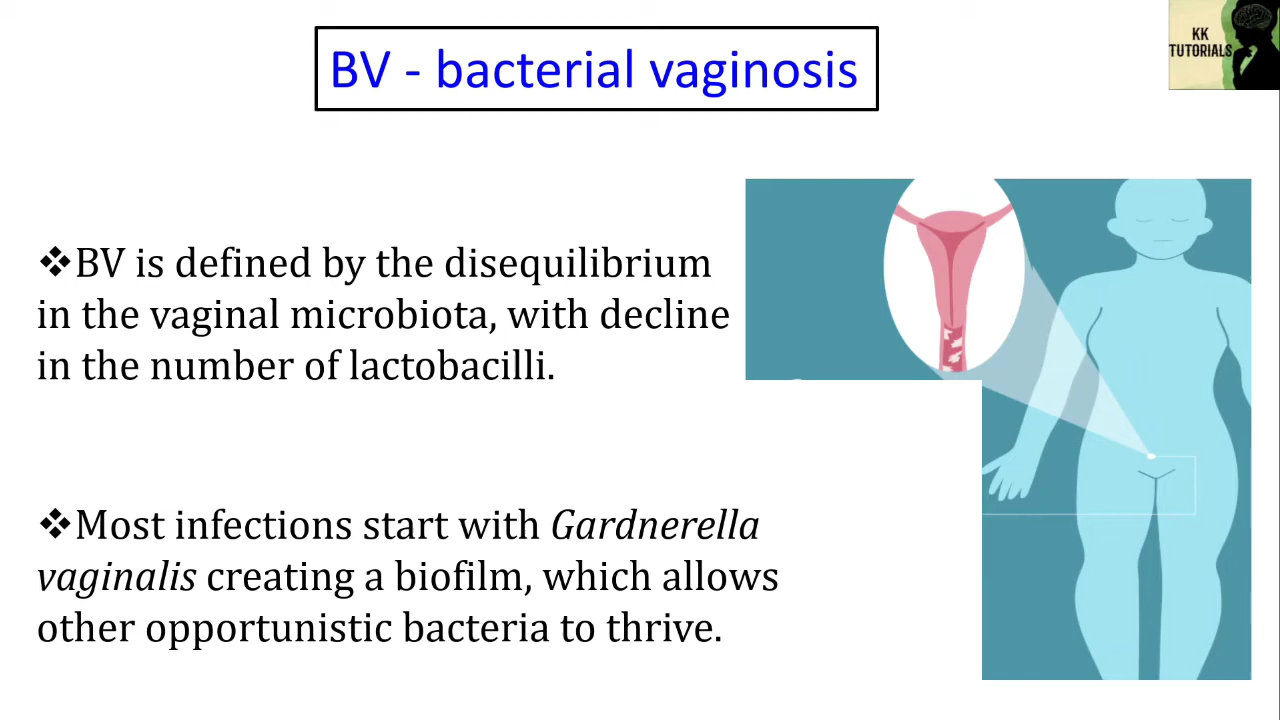 BV - bacterial vaginosis
KK
TUTORIALS
❖BV is defined by the disequilibrium
in the vaginal microbiota, with decline
in the number of lactobacilli.
❖Most infections start with Gardnerella
vaginalis creating a biofilm, which allows
other opportunistic bacteria to thrive.